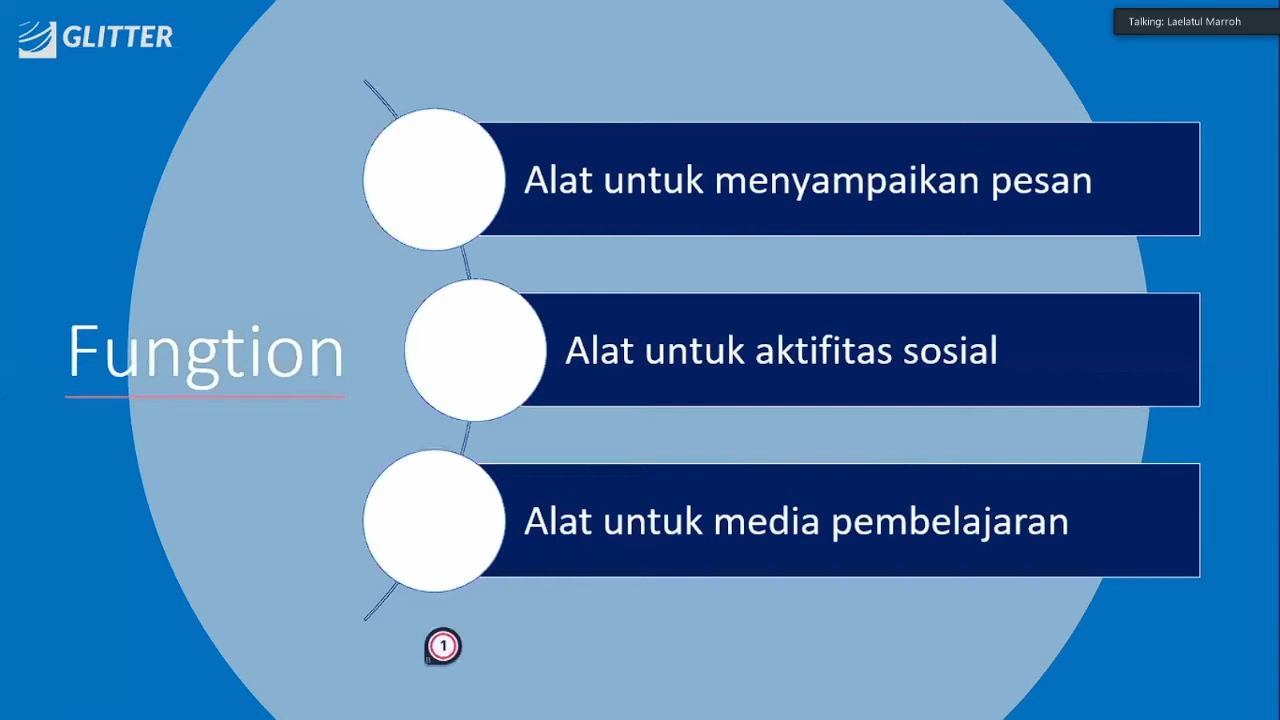 GLITTER
Talking: Laelatul Marroh
Alat untuk menyampaikan pesan
Fungtion
Alat untuk aktifitas sosial
Alat untuk media pembelajaran
1